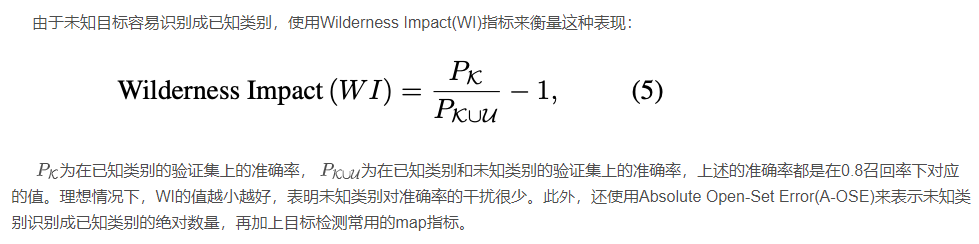 由于未知目标容易识别成已知类别，使用Wilderness Impact(WI)指标来衡量这种表现：
Wilderness Impact (WI) = P_𝒦 / P_{𝒦∪𝒰} − 1, (5)
P_𝒦为在已知类别的验证集上的准确率， P_{𝒦∪𝒰}为在已知类别和未知类别的验证集上的准确率，上述的准确率都是在0.8召回率下对应
的值。理想情况下，WI的值越小越好，表明未知类别对准确率的干扰很少。此外，还使用Absolute Open-Set Error(A-OSE)来表示未知类
别识别成已知类别的绝对数量，再加上目标检测常用的map指标。